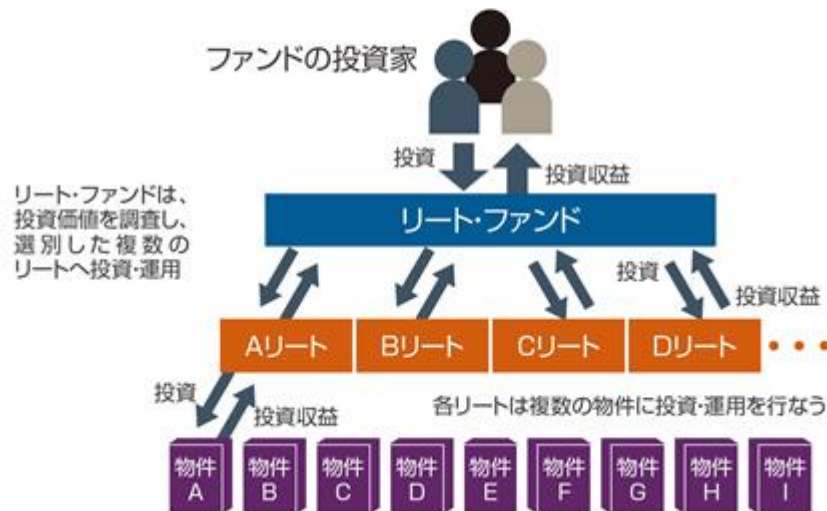 ファンドの投資家
投資
投資収益
リート・ファンドは、
投資価値を調査し、
選別した複数の
リートへ投資・運用
リート・ファンド
投資
投資収益
Aリート
Bリート
Cリート
Dリート
・・・
投資
投資収益
各リートは複数の物件に投資・運用を行なう
物件
A
物件
B
物件
C
物件
D
物件
E
物件
F
物件
G
物件
H
物件
I